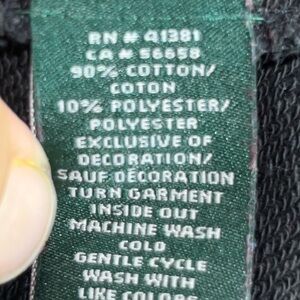 RN # 41381
CA # 56658
90% COTTON/
COTON
10% POLYESTER/
POLYESTER
EXCLUSIVE OF
DECORATION/
SAUF DÉCORATION
TURN GARMENT
INSIDE OUT
MACHINE WASH
COLD
GENTLE CYCLE
WASH WITH
LIKE COLORS